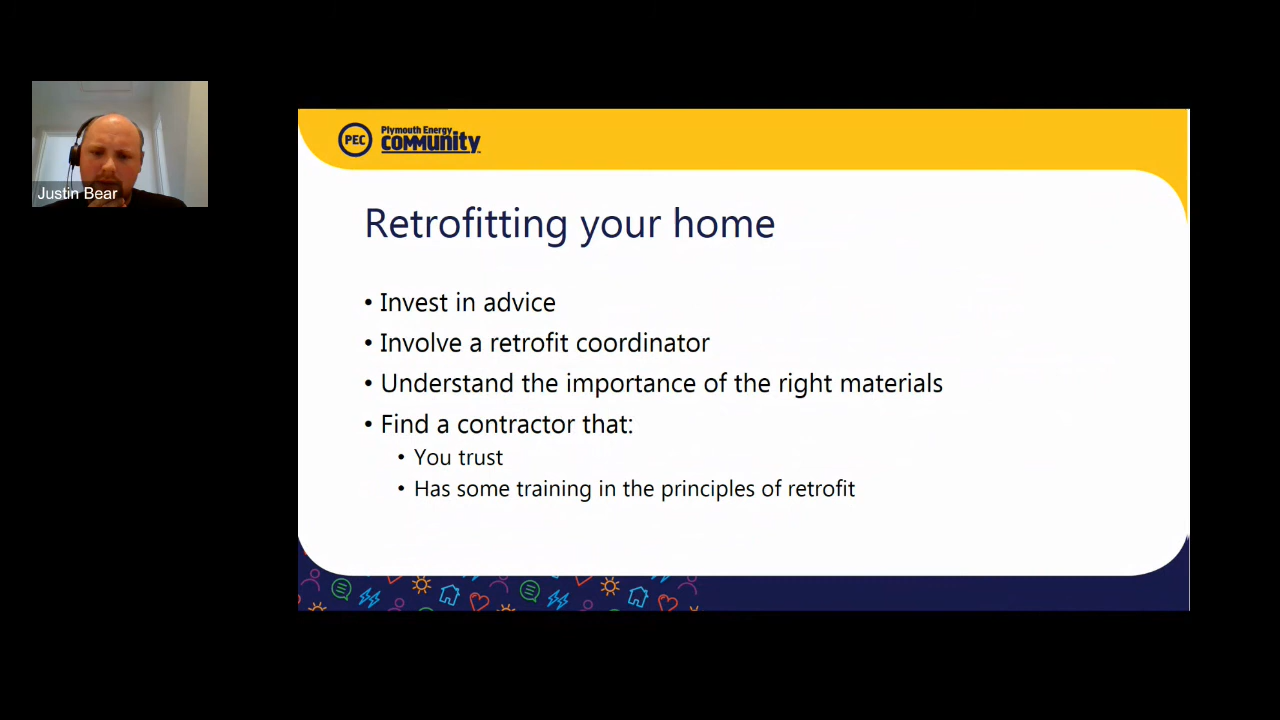 Justin Bear
PEC
Plymouth Energy
COMMUNITY
Retrofitting your home
• Invest in advice
• Involve a retrofit coordinator
• Understand the importance of the right materials
• Find a contractor that:
• You trust
• Has some training in the principles of retrofit